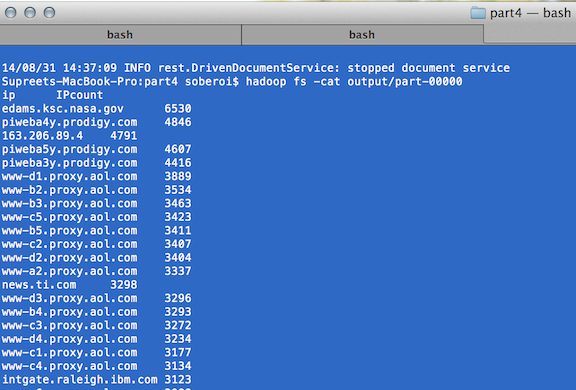 part4 — bash
bash bash
14/08/31 14:37:09 INFO rest.DrivenDocumentService: stopped document service
Supreets-MacBook-Pro:part4 soberoi$ hadoop fs -cat output/part-00000
ip IPcount
edams.ksc.nasa.gov 6530
piweba4y.prodigy.com 4846
163.206.89.4 4791
piweba5y.prodigy.com 4607
piweba3y.prodigy.com 4416
www-d1.proxy.aol.com 3889
www-b2.proxy.aol.com 3534
www-b3.proxy.aol.com 3463
www-c5.proxy.aol.com 3423
www-b5.proxy.aol.com 3411
www-c2.proxy.aol.com 3407
www-d2.proxy.aol.com 3404
www-a2.proxy.aol.com 3337
news.ti.com 3298
www-d3.proxy.aol.com 3296
www-b4.proxy.aol.com 3293
www-c3.proxy.aol.com 3272
www-d4.proxy.aol.com 3234
www-c1.proxy.aol.com 3177
www-c4.proxy.aol.com 3134
intgate.raleigh.ibm.com 3123